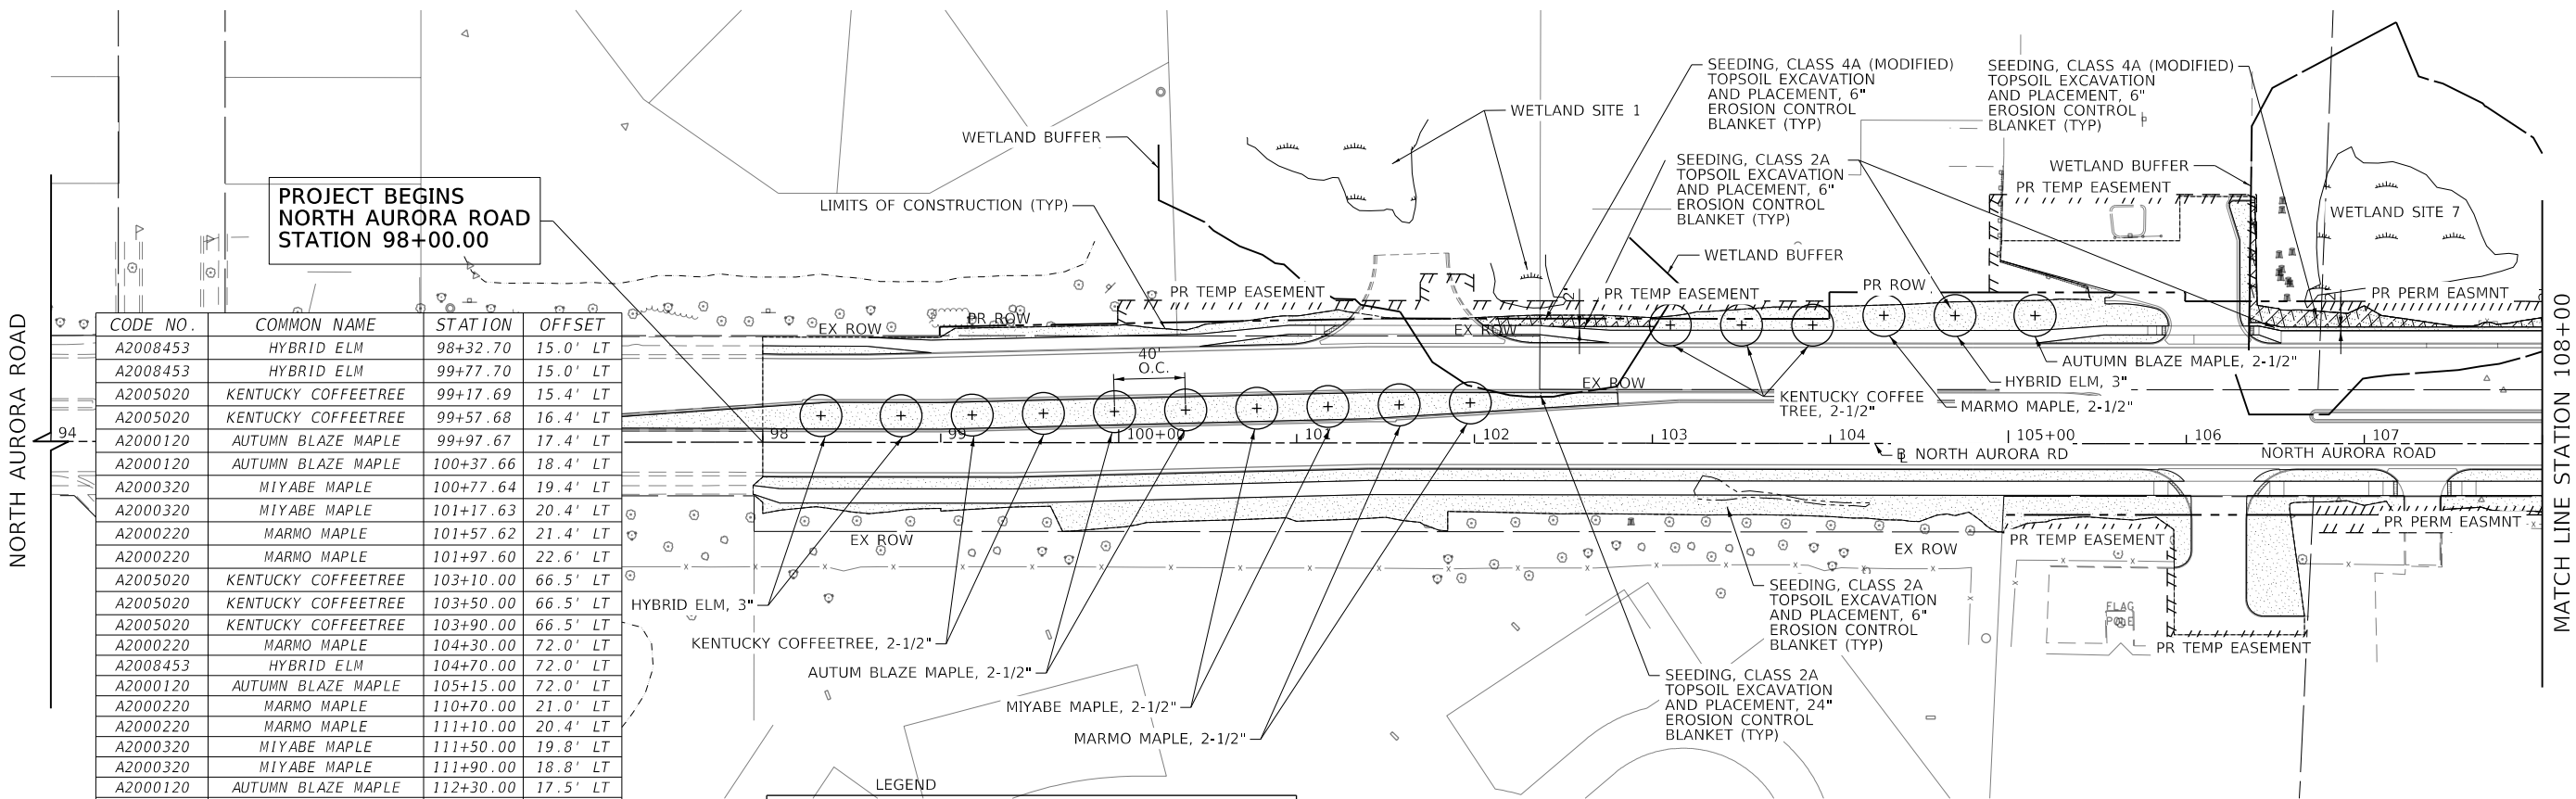 SEEDING, CLASS 4A (MODIFIED)
TOPSOIL EXCAVATION
AND PLACEMENT, 6"
EROSION CONTROL
BLANKET (TYP)
SEEDING, CLASS 4A (MODIFIED)
TOPSOIL EXCAVATION
AND PLACEMENT, 6"
EROSION CONTROL
BLANKET (TYP)
WETLAND SITE 1
WETLAND BUFFER
SEEDING, CLASS 2A
TOPSOIL EXCAVATION
AND PLACEMENT, 6"
EROSION CONTROL
BLANKET (TYP)
WETLAND BUFFER
PR TEMP EASEMENT
PROJECT BEGINS
NORTH AURORA ROAD
STATION 98+00.00
LIMITS OF CONSTRUCTION (TYP)
WETLAND SITE 7
WETLAND BUFFER
PR TEMP EASEMENT
PR TEMP EASEMENT
PR ROW
PR PERM EASMNT
EX ROW
PR ROW
EX ROW
EX ROW
40'
O.C.
AUTUMN BLAZE MAPLE, 2-1/2"
HYBRID ELM, 3"
MARMO MAPLE, 2-1/2"
KENTUCKY COFFEE
TREE, 2-1/2"
94
98
99
100+00
101
102
103
104
105+00
106
107
NORTH AURORA RD
NORTH AURORA ROAD
NORTH AURORA ROAD
MATCH LINE STATION 108+00
EX ROW
EX ROW
PR TEMP EASEMENT
PR PERM EASMNT
FLAG
POLE
PR TEMP EASEMENT
SEEDING, CLASS 2A
TOPSOIL EXCAVATION
AND PLACEMENT, 6"
EROSION CONTROL
BLANKET (TYP)
SEEDING, CLASS 2A
TOPSOIL EXCAVATION
AND PLACEMENT, 24"
EROSION CONTROL
BLANKET (TYP)
HYBRID ELM, 3"
KENTUCKY COFFEETREE, 2-1/2"
AUTUM BLAZE MAPLE, 2-1/2"
MIYABE MAPLE, 2-1/2"
MARMO MAPLE, 2-1/2"
LEGEND
CODE NO. COMMON NAME STATION OFFSET
A2008453 HYBRID ELM 98+32.70 15.0' LT
A2008453 HYBRID ELM 99+77.70 15.0' LT
A2005020 KENTUCKY COFFEETREE 99+17.69 15.4' LT
A2005020 KENTUCKY COFFEETREE 99+57.68 16.4' LT
A2000120 AUTUMN BLAZE MAPLE 99+97.67 17.4' LT
A2000120 AUTUMN BLAZE MAPLE 100+37.66 18.4' LT
A2000320 MIYABE MAPLE 100+77.64 19.4' LT
A2000320 MIYABE MAPLE 101+17.63 20.4' LT
A2000220 MARMO MAPLE 101+57.62 21.4' LT
A2000220 MARMO MAPLE 101+97.60 22.6' LT
A2005020 KENTUCKY COFFEETREE 103+10.00 66.5' LT
A2005020 KENTUCKY COFFEETREE 103+50.00 66.5' LT
A2005020 KENTUCKY COFFEETREE 103+90.00 66.5' LT
A2000220 MARMO MAPLE 104+30.00 72.0' LT
A2008453 HYBRID ELM 104+70.00 72.0' LT
A2000120 AUTUMN BLAZE MAPLE 105+15.00 72.0' LT
A2000220 MARMO MAPLE 110+70.00 21.0' LT
A2000220 MARMO MAPLE 111+10.00 20.4' LT
A2000320 MIYABE MAPLE 111+50.00 19.8' LT
A2000320 MIYABE MAPLE 111+90.00 18.8' LT
A2000120 AUTUMN BLAZE MAPLE 112+30.00 17.5' LT